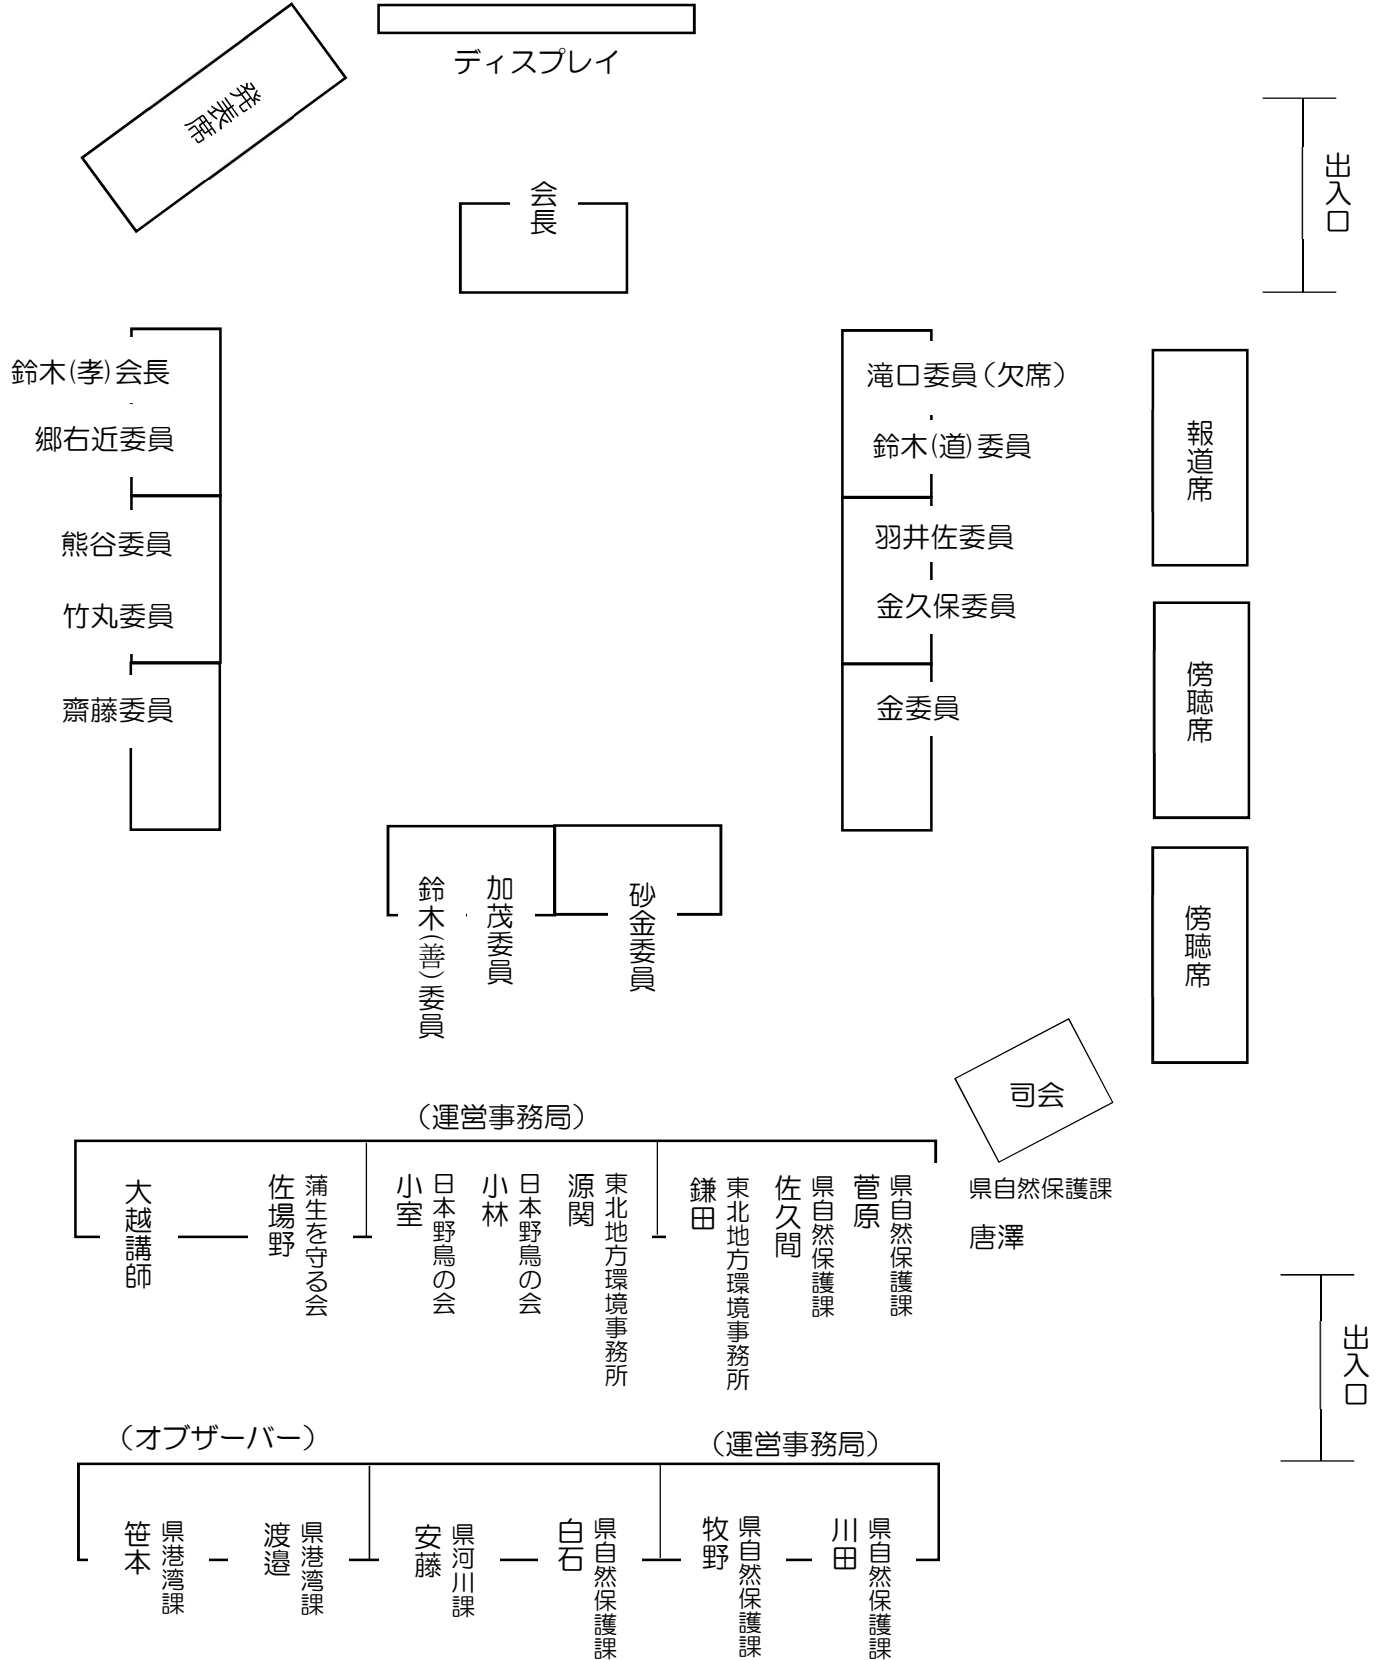 ディスプレイ
発表席
会長
出入口
鈴木(孝)会長
郷右近委員
熊谷委員
竹丸委員
齋藤委員
滝口委員(欠席)
鈴木(道)委員
羽井佐委員
金久保委員
金委員
報道席
傍聴席
傍聴席
鈴木(善)委員
加茂委員
砂金委員
司会
県自然保護課
唐澤
(運営事務局)
大越講師
蒲生を守る会
佐場野
日本野鳥の会
小室
日本野鳥の会
小林
東北地方環境事務所
源関
東北地方環境事務所
鎌田
県自然保護課
佐久間
県自然保護課
菅原
出入口
(オブザーバー)
(運営事務局)
県港湾課
笹本
県港湾課
渡邉
県河川課
安藤
県自然保護課
白石
県自然保護課
牧野
県自然保護課
川田